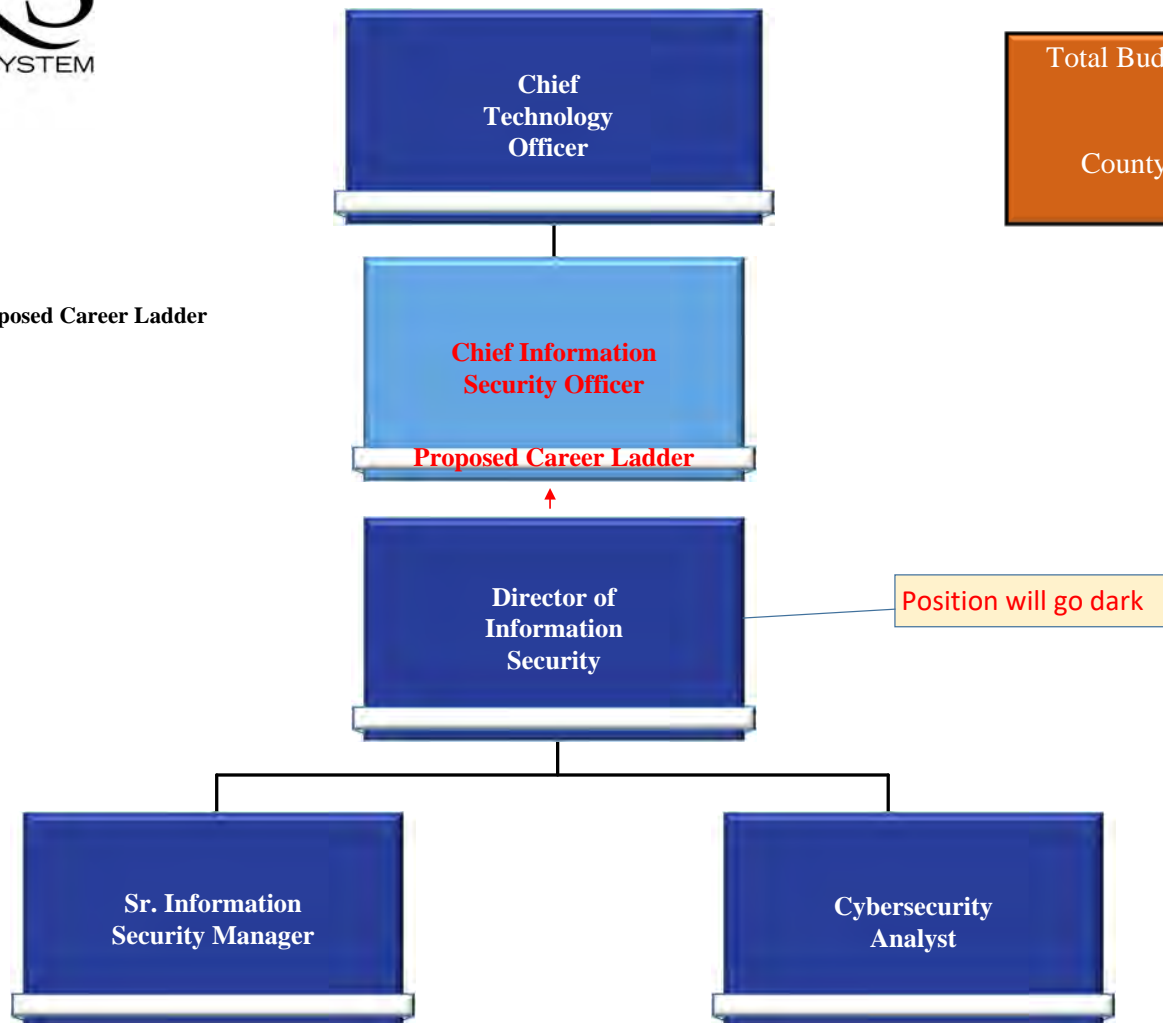 YSTEM
Chief
Technology
Officer
Total Bud
County
posed Career Ladder
Chief Information
Security Officer
Proposed Career Ladder
Director of
Information
Security
Position will go dark
Sr. Information
Security Manager
Cybersecurity
Analyst